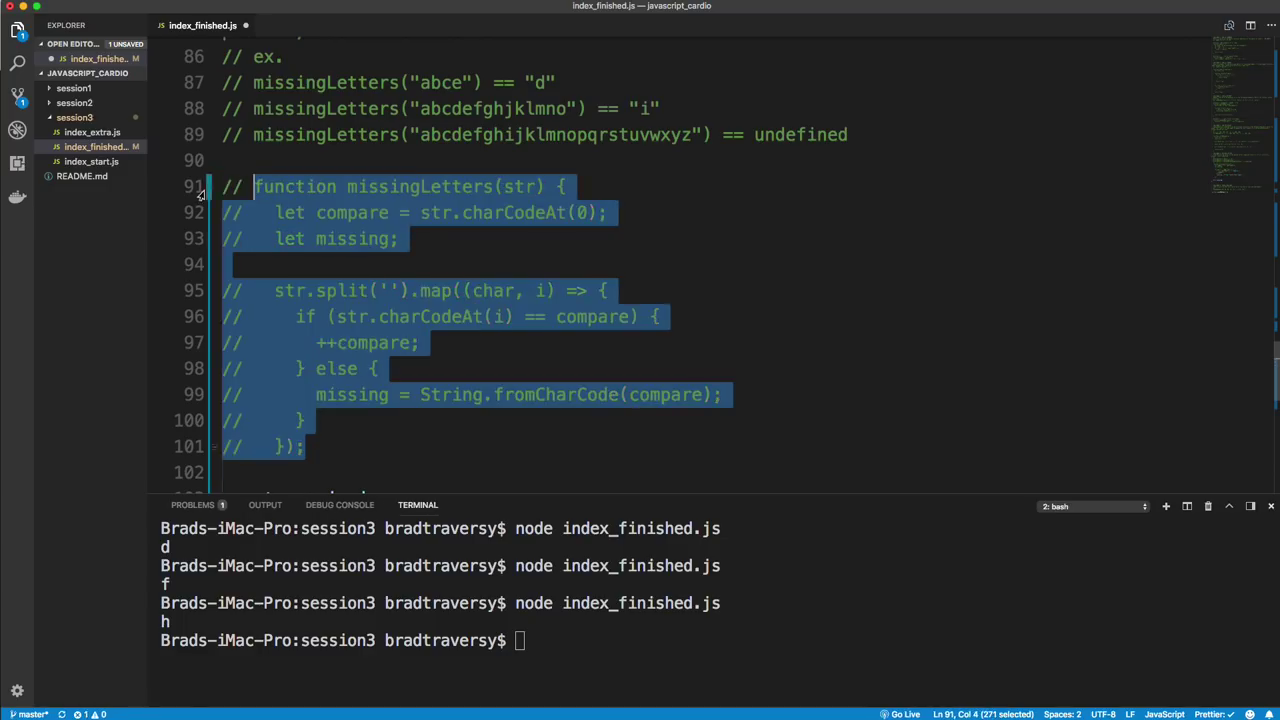 index_finished.js — javascript_cardio
EXPLORER
index_finished.js
OPEN EDITO... 1 UNSAVED
index_finishe... M
JAVASCRIPT_CARDIO
session1
session2
session3
index_extra.js
index_finished... M
index_start.js
README.md
86 // ex.
87 // missingLetters("abce") == "d"
88 // missingLetters("abcdefghjklmno") == "i"
89 // missingLetters("abcdefghijklmnopqrstuvwxyz") == undefined
90
91 // function missingLetters(str) {
92 //   let compare = str.charCodeAt(0);
93 //   let missing;
94
95 //   str.split('').map((char, i) => {
96 //     if (str.charCodeAt(i) == compare) {
97 //       ++compare;
98 //     } else {
99 //       missing = String.fromCharCode(compare);
100 //     }
101 //   });
102
PROBLEMS 1 OUTPUT DEBUG CONSOLE TERMINAL 2: bash
Brads-iMac-Pro:session3 bradtraversy$ node index_finished.js
d
Brads-iMac-Pro:session3 bradtraversy$ node index_finished.js
f
Brads-iMac-Pro:session3 bradtraversy$ node index_finished.js
h
Brads-iMac-Pro:session3 bradtraversy$
master* 1 0 Go Live Ln 91, Col 4 (271 selected) Spaces: 2 UTF-8 LF JavaScript Prettier: ✓